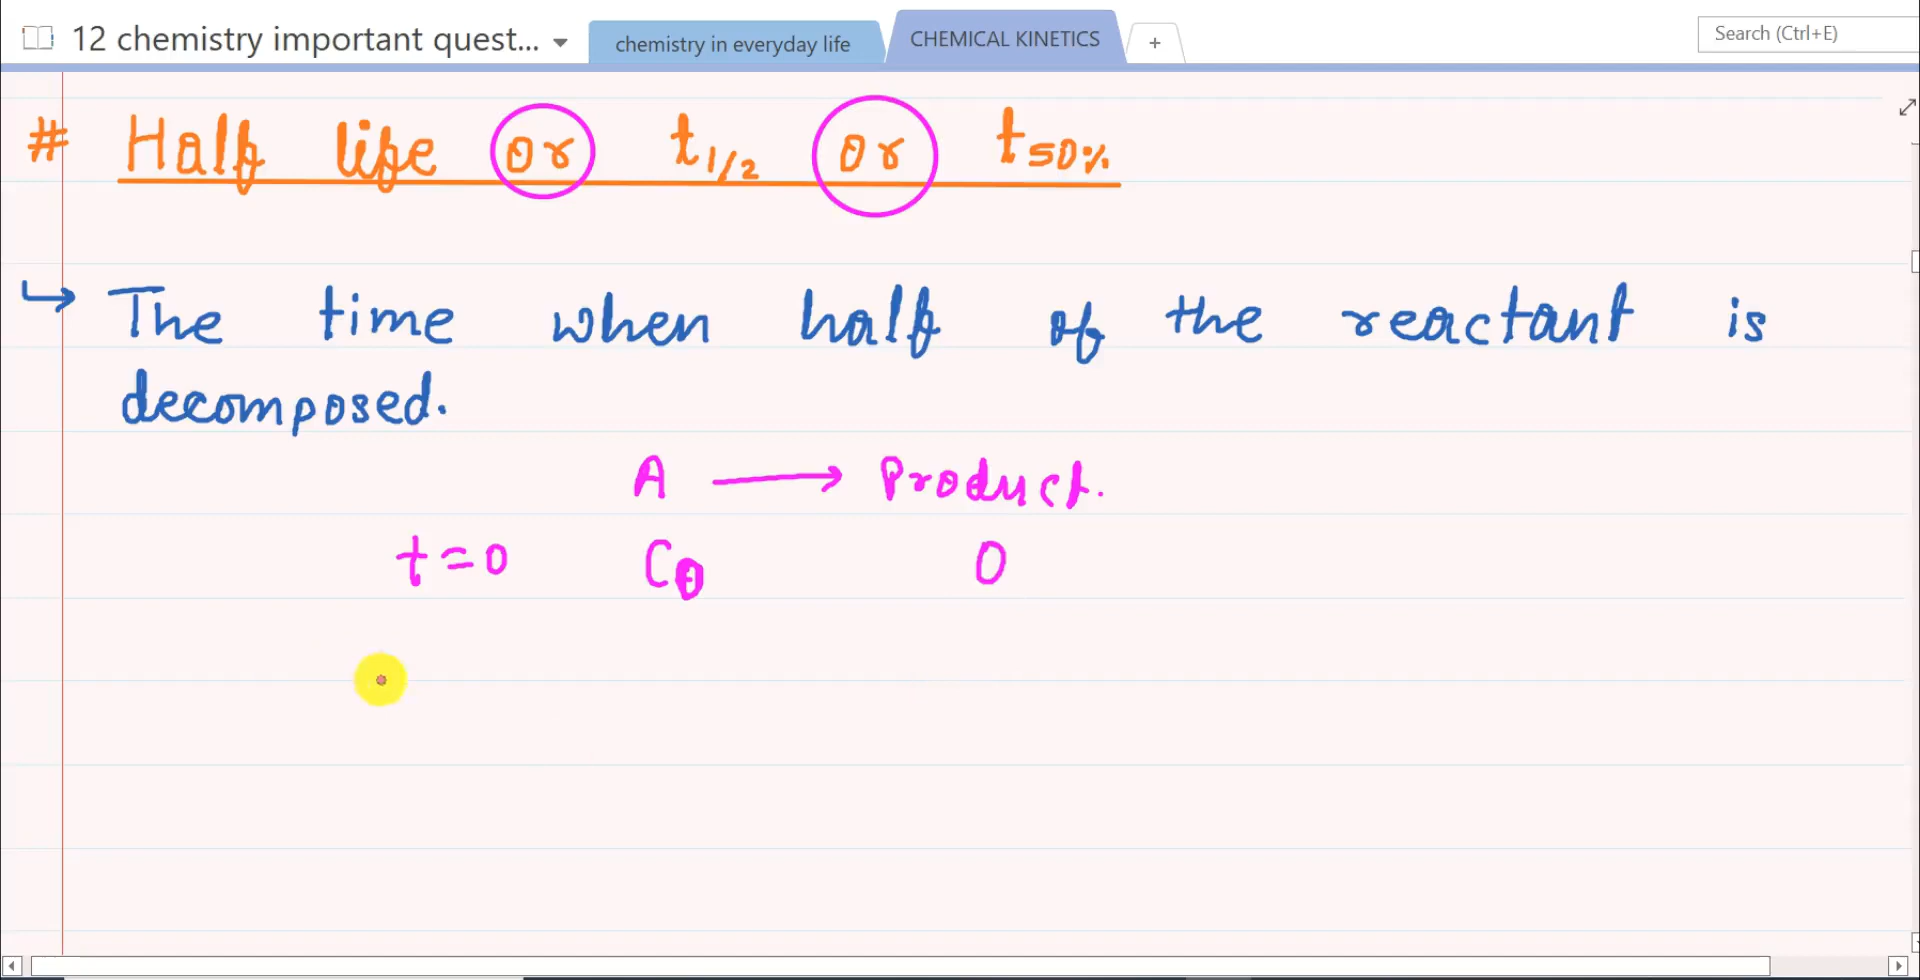 12 chemistry important quest...
chemistry in everyday life
CHEMICAL KINETICS
+
Search (Ctrl+E)
# Half life or t1/2 or t50%
↳ The time when half of the reactant is
decomposed.
A → Product.
t=0 C0 0